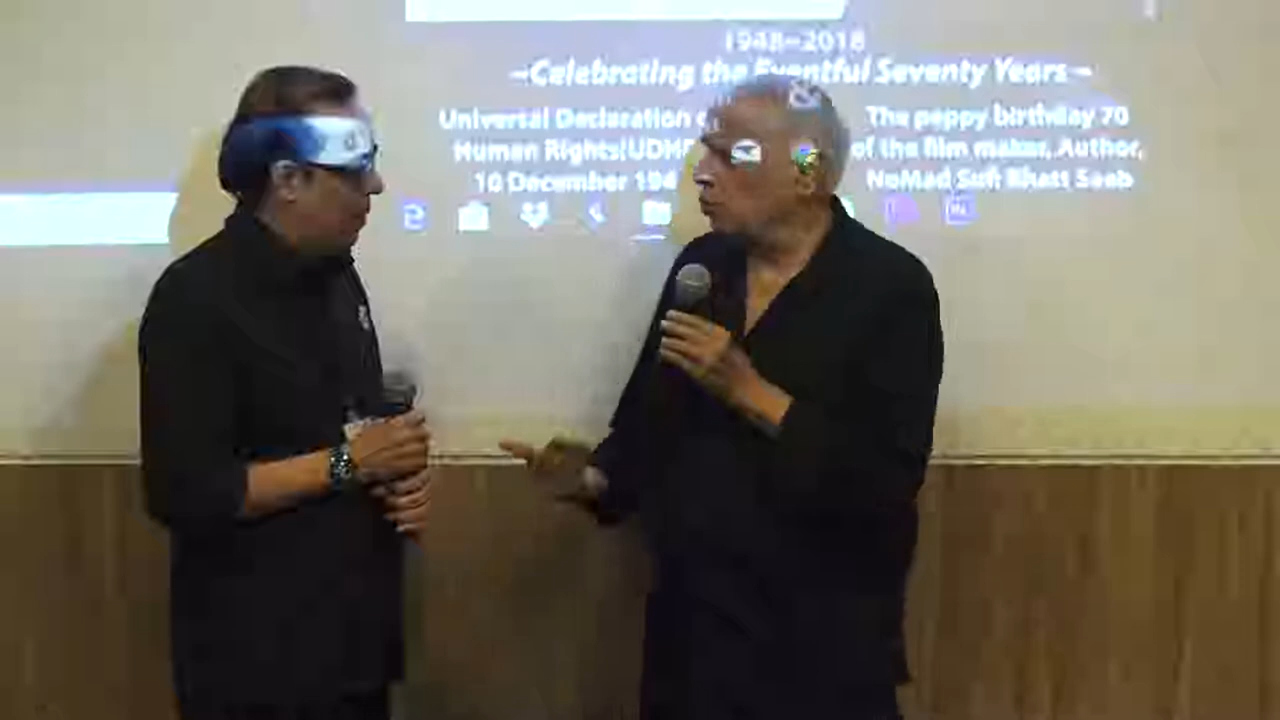 1948-2018
~Celebrating the Eventful Seventy Years~
&
Universal Declaration
Human Rights(UDHR
10 December 194
The peppy birthday 70
of the film maker, Author,
NoMad Sufi Bhatt Saab